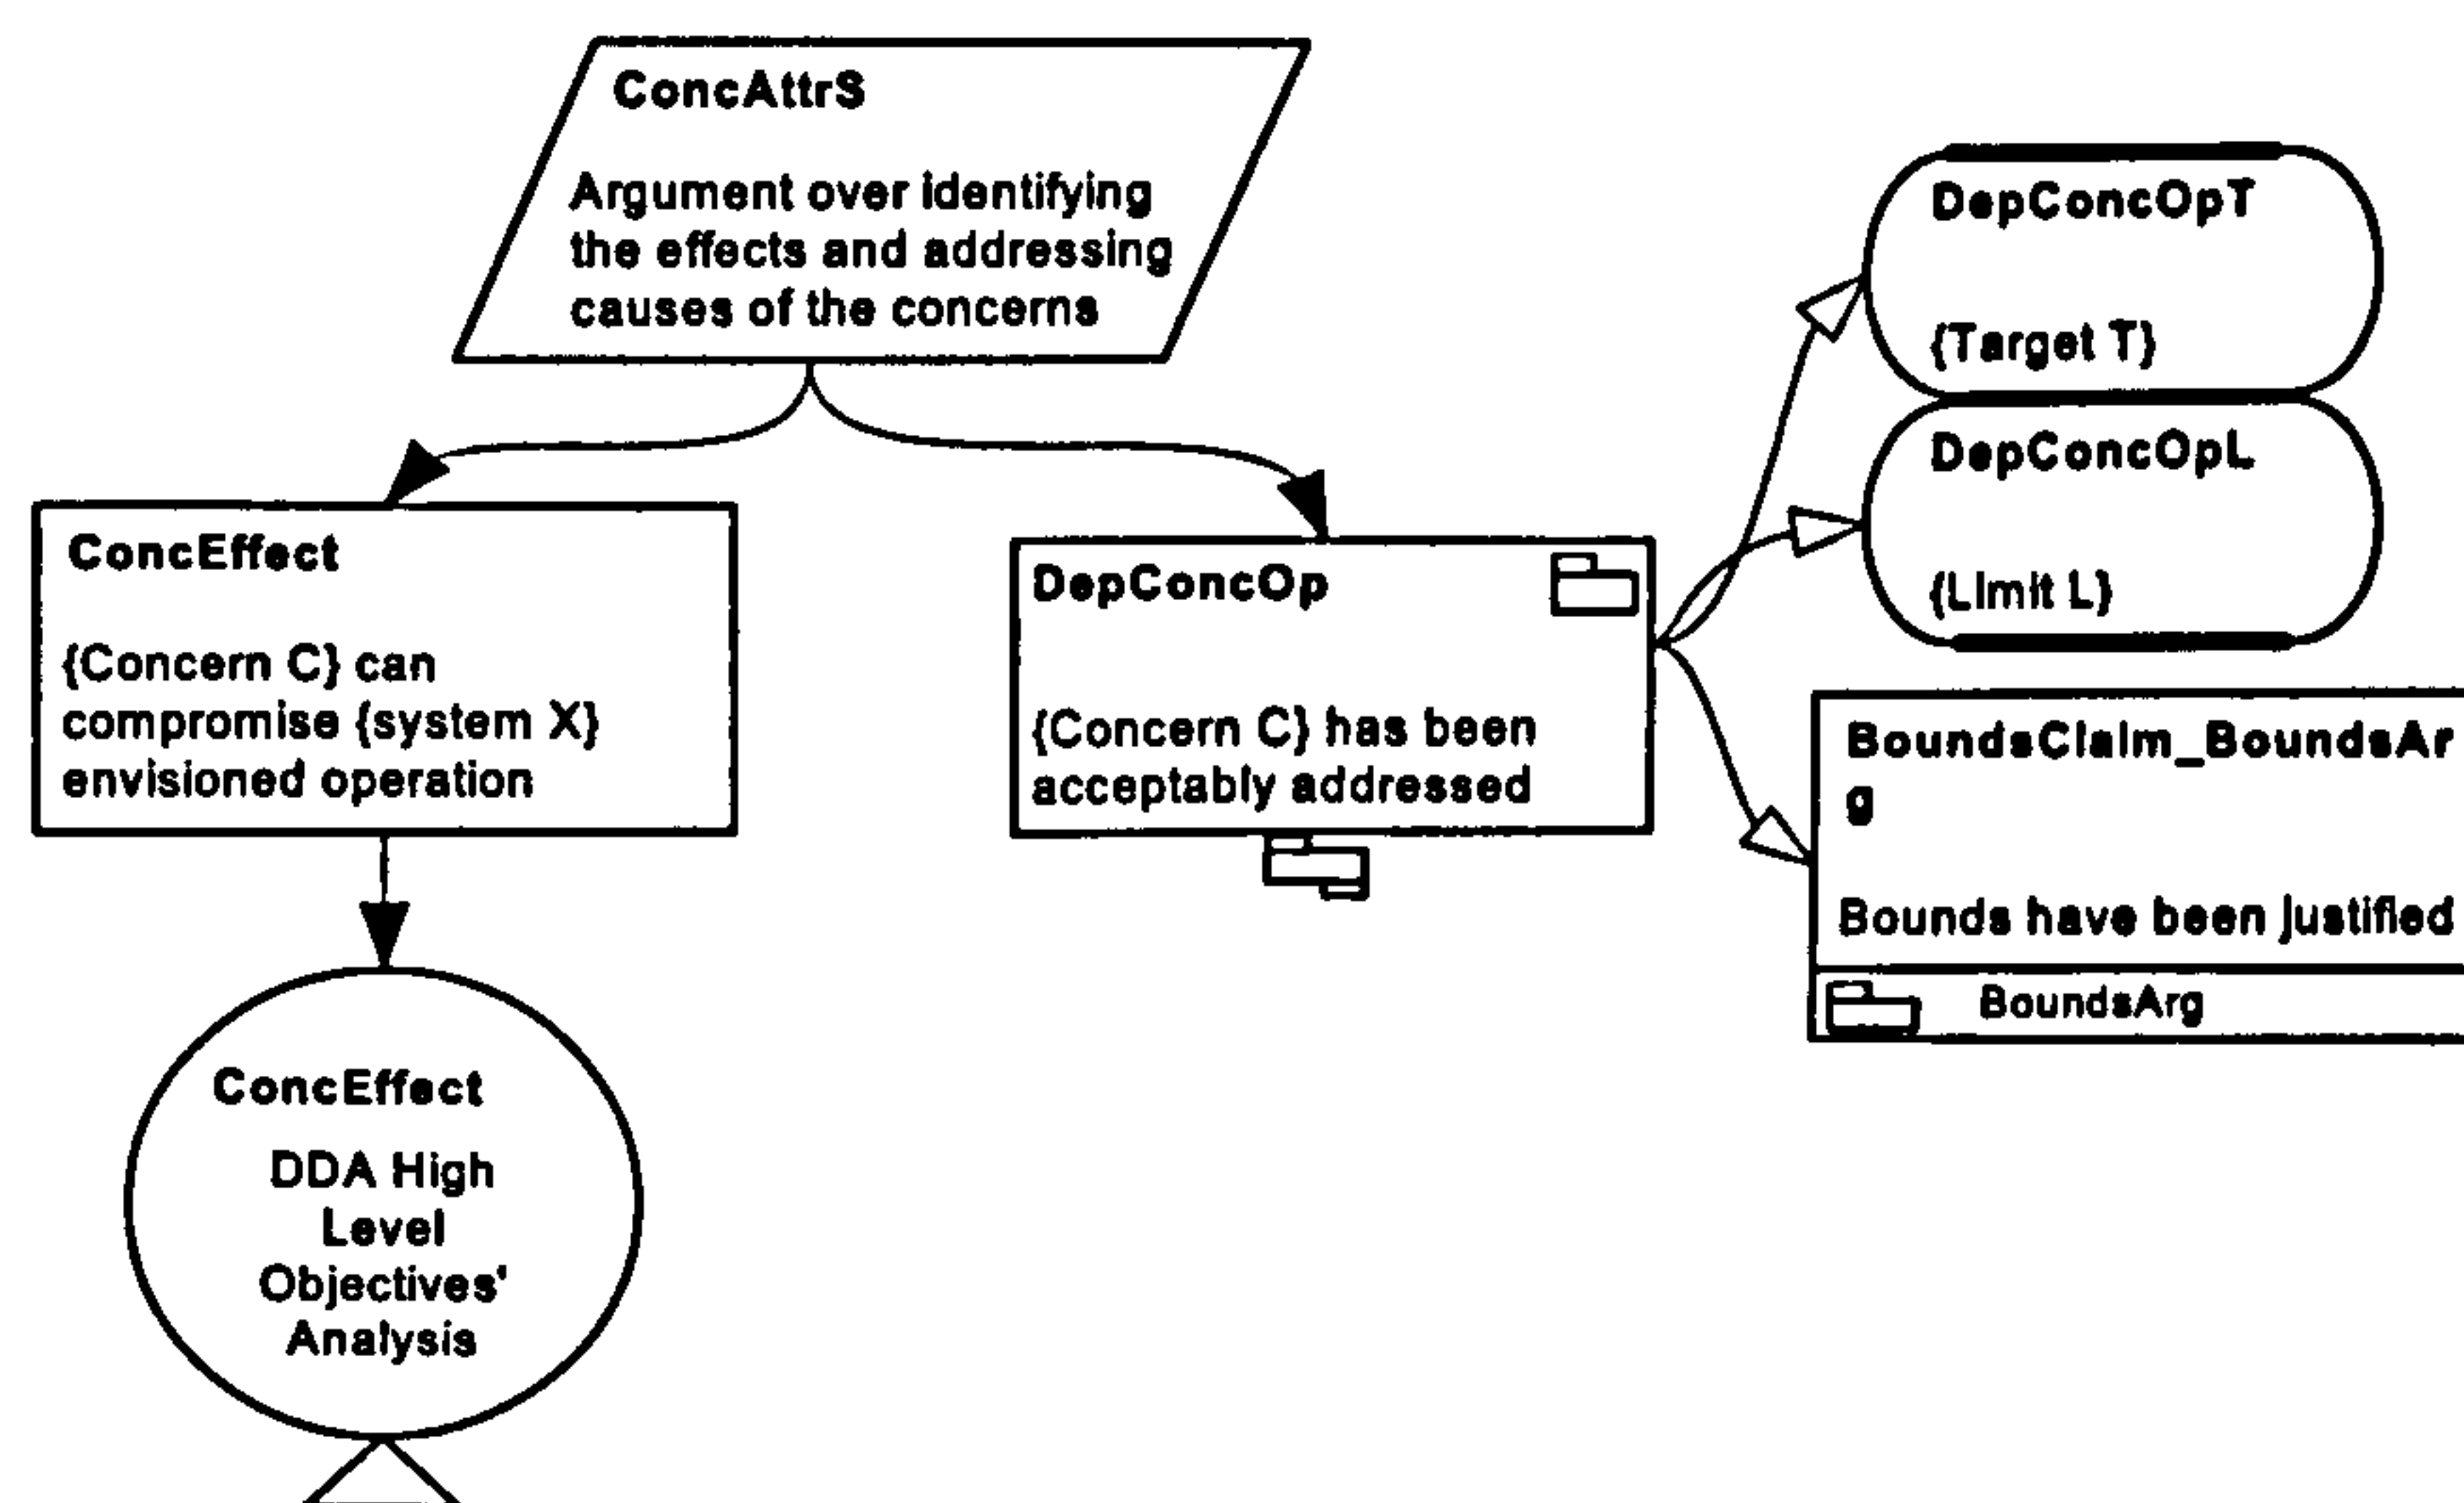 ConcAttrS
Argument over identifying
the effects and addressing
causes of the concerns
DepConcOpT
{Target T}
DepConcOpL
{Limit L}
ConcEffect
{Concern C} can
compromise {system X}
envisioned operation
DepConcOp
{Concern C} has been
acceptably addressed
BoundsClaim_BoundsAr
g
Bounds have been justified
BoundsArg
ConcEffect
DDA High
Level
Objectives'
Analysis